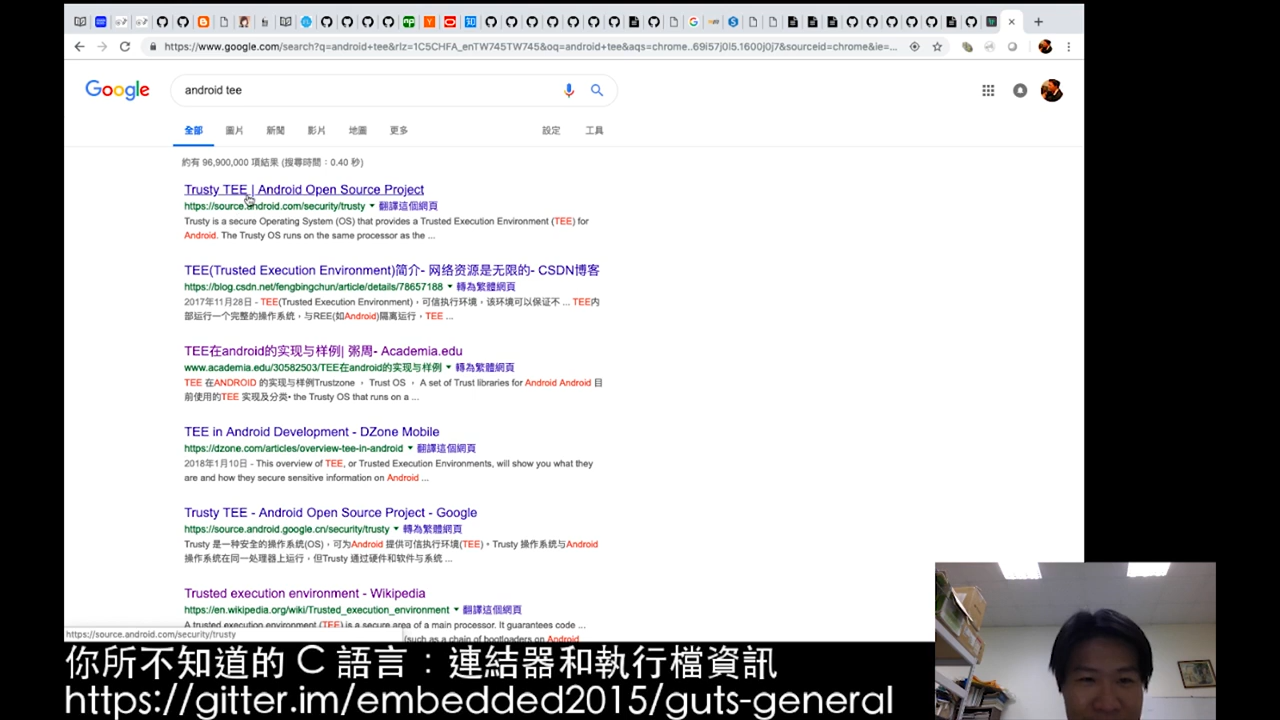 https://www.google.com/search?q=android+tee&rlz=1C5CHFA_enTW745TW745&oq=android+tee&aqs=chrome..69i57j0l5.1600j0j7&sourceid=chrome&ie=...
Google
android tee
全部 圖片 新聞 影片 地圖 更多 設定 工具
約有 96,900,000 項結果 (搜尋時間：0.40 秒)
Trusty TEE | Android Open Source Project
https://source.android.com/security/trusty 翻譯這個網頁
Trusty is a secure Operating System (OS) that provides a Trusted Execution Environment (TEE) for
Android. The Trusty OS runs on the same processor as the ...
TEE(Trusted Execution Environment)简介- 网络资源是无限的- CSDN博客
https://blog.csdn.net/fengbingchun/article/details/78657188 轉為繁體網頁
2017年11月28日 - TEE(Trusted Execution Environment)，可信执行环境，该环境可以保证不 ... TEE内
部运行一个完整的操作系统，与REE(如Android)隔离运行，TEE ...
TEE在android的实现与样例| 粥周- Academia.edu
www.academia.edu/30582503/TEE在android的实现与样例 轉為繁體網頁
TEE 在ANDROID 的实现与样例Trustzone ， Trust OS ， A set of Trust libraries for Android Android 目
前使用的TEE 实现及分类• the Trusty OS that runs on a ...
TEE in Android Development - DZone Mobile
https://dzone.com/articles/overview-tee-in-android 翻譯這個網頁
2018年1月10日 - This overview of TEE, or Trusted Execution Environments, will show you what they
are and how they secure sensitive information on Android ...
Trusty TEE - Android Open Source Project - Google
https://source.android.google.cn/security/trusty 轉為繁體網頁
Trusty 是一种安全的操作系统(OS)，可为Android 提供可信执行环境(TEE)。Trusty 操作系统与Android
操作系统在同一处理器上运行，但Trusty 通过硬件和软件与系统 ...
Trusted execution environment - Wikipedia
https://en.wikipedia.org/wiki/Trusted_execution_environment 翻譯這個網頁
A trusted execution environment (TEE) is a secure area of a main processor. It guarantees code ...
https://source.android.com/security/trusty
(such as a chain of bootloaders on Android
你所不知道的 C 語言：連結器和執行檔資訊
https://gitter.im/embedded2015/guts-general